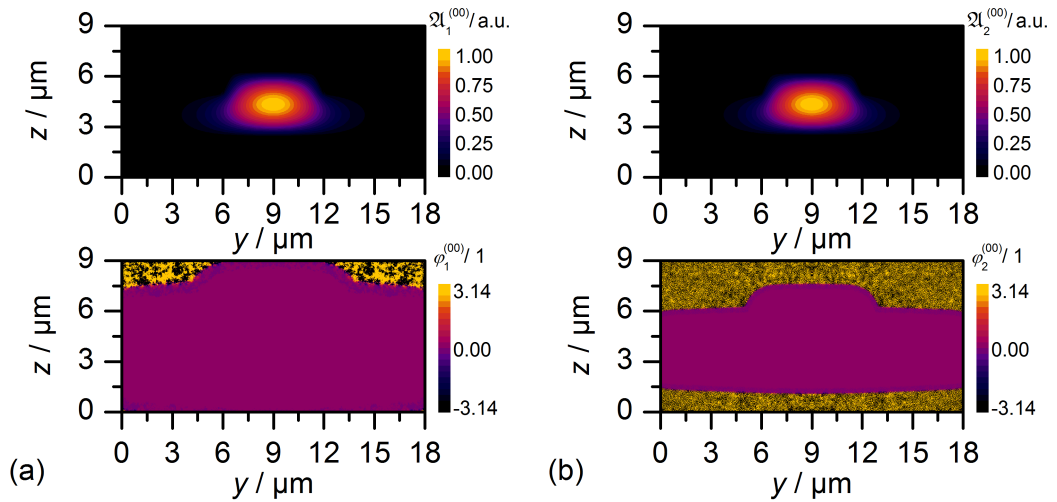 9 6 3 0
z / µm
0 3 6 9 12 15 18
y / µm
𝔄₁⁽⁰⁰⁾/ a.u.
1.00
0.75
0.50
0.25
0.00
9 6 3 0
z / µm
0 3 6 9 12 15 18
y / µm
𝔄₂⁽⁰⁰⁾/ a.u.
1.00
0.75
0.50
0.25
0.00
9 6 3 0
z / µm
0 3 6 9 12 15 18
y / µm
φ₁⁽⁰⁰⁾/ 1
3.14
0.00
-3.14
(a)
9 6 3 0
z / µm
0 3 6 9 12 15 18
y / µm
φ₂⁽⁰⁰⁾/ 1
3.14
0.00
-3.14
(b)